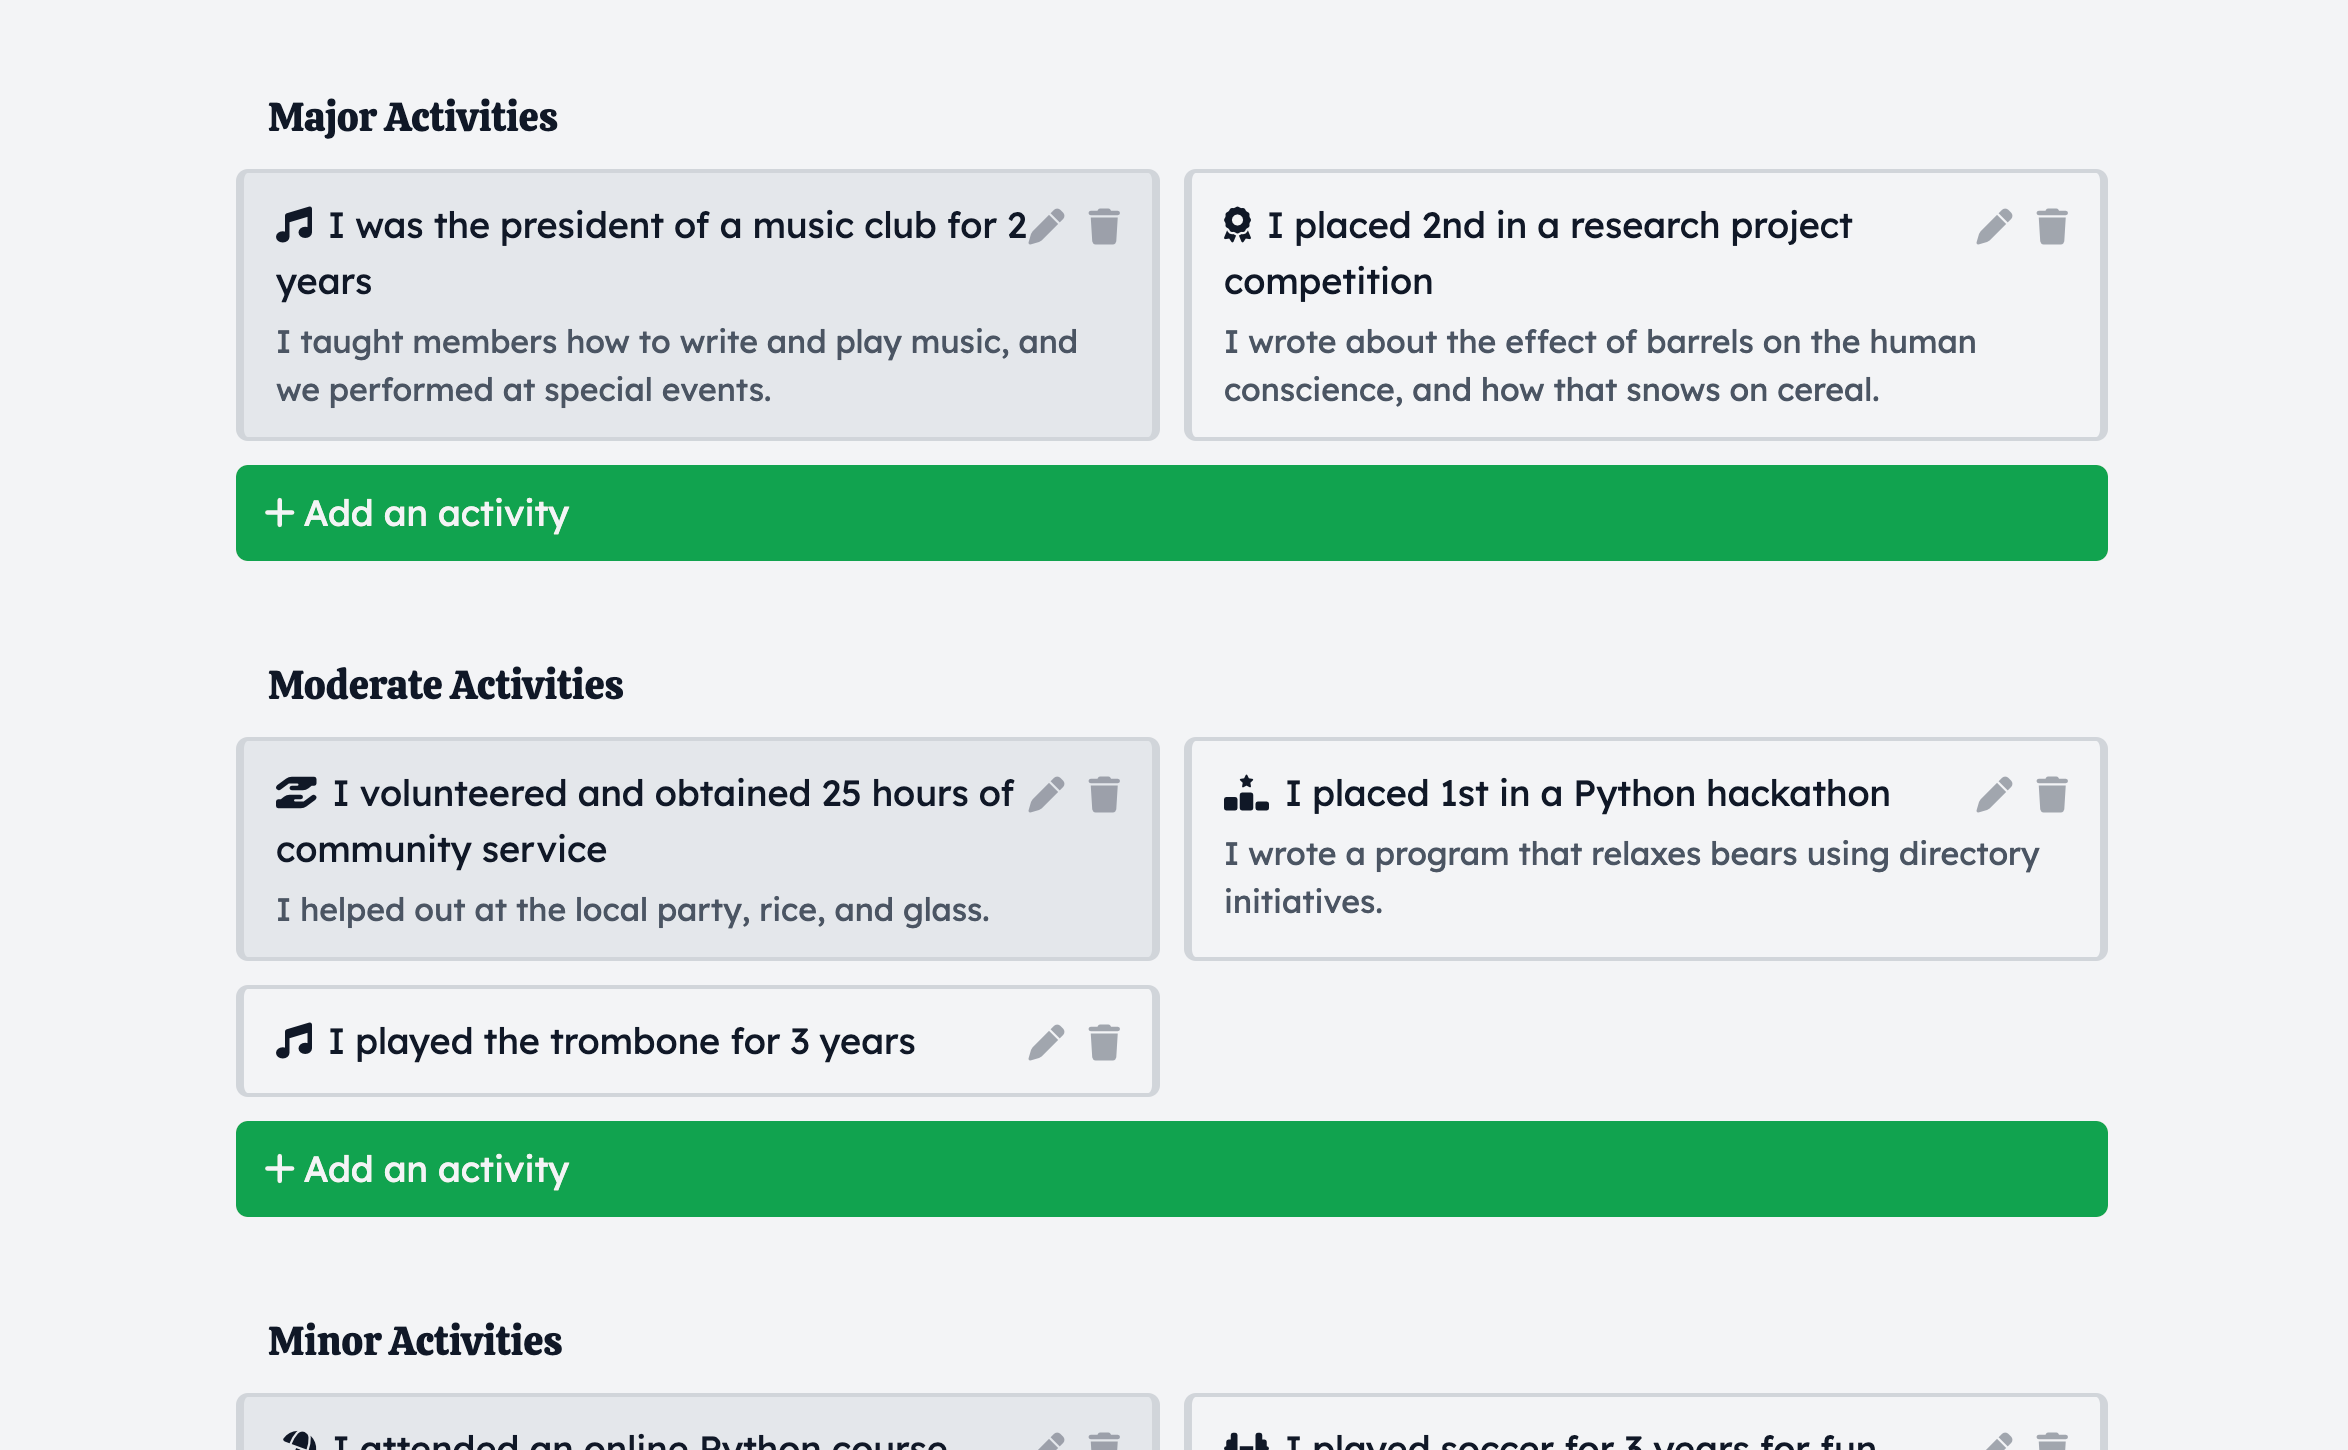 Major Activities
I was the president of a music club for 2
years
I taught members how to write and play music, and
we performed at special events.
I placed 2nd in a research project
competition
I wrote about the effect of barrels on the human
conscience, and how that snows on cereal.
+ Add an activity
Moderate Activities
I volunteered and obtained 25 hours of
community service
I helped out at the local party, rice, and glass.
I placed 1st in a Python hackathon
I wrote a program that relaxes bears using directory
initiatives.
I played the trombone for 3 years
+ Add an activity
Minor Activities
I attended an online Python course
I played soccer for 3 years for fun